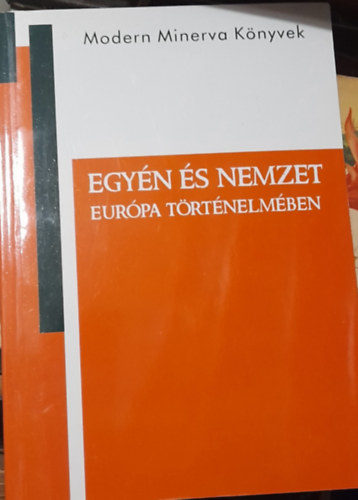 Modern Minerva Könyvek
EGYÉN ÉS NEMZET
EURÓPA TÖRTÉNELMÉBEN